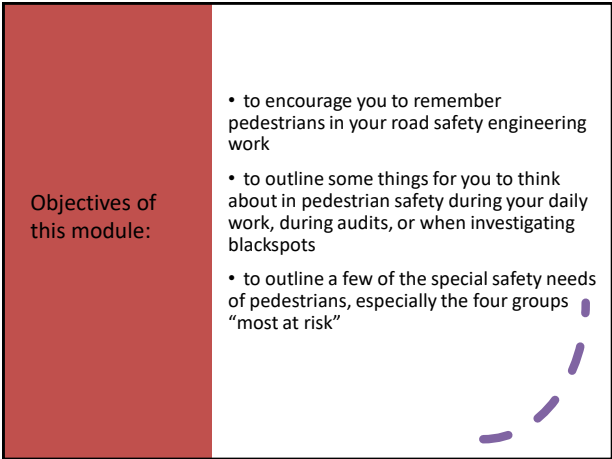 Objectives of
this module:
• to encourage you to remember
pedestrians in your road safety engineering
work
• to outline some things for you to think
about in pedestrian safety during your daily
work, during audits, or when investigating
blackspots
• to outline a few of the special safety needs
of pedestrians, especially the four groups
“most at risk”